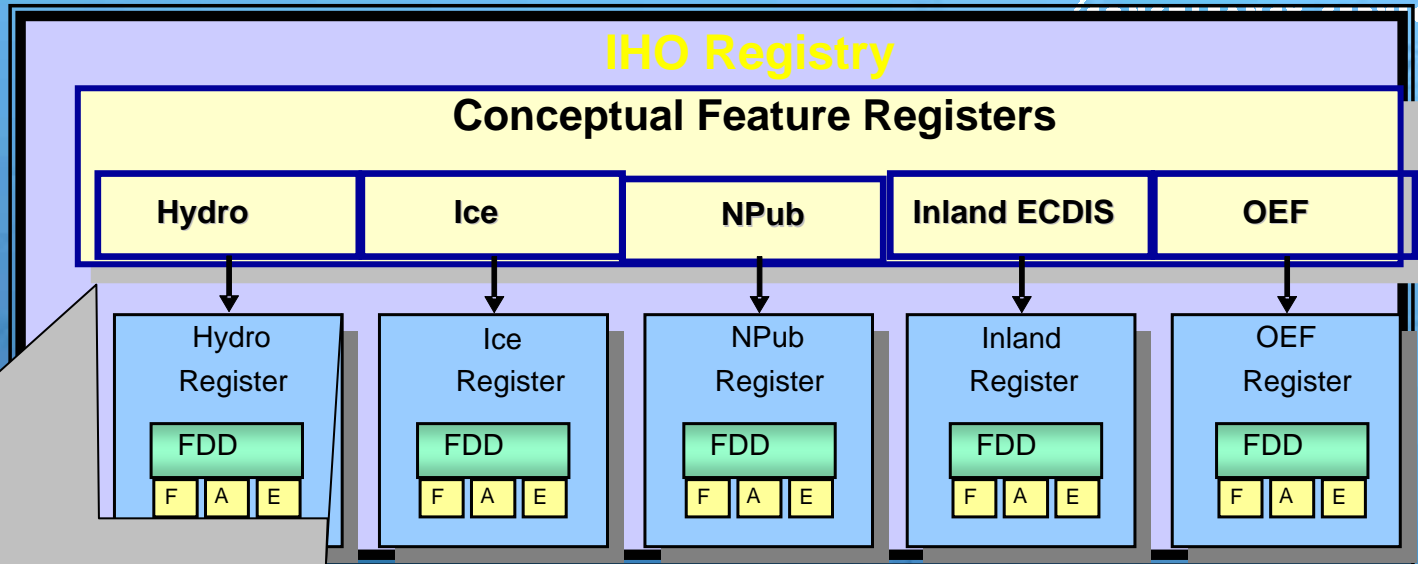 IHO Registry
Conceptual Feature Registers
Hydro
Ice
NPub
Inland ECDIS
OEF
Hydro
Register
FDD
F A E
Ice
Register
FDD
F A E
NPub
Register
FDD
F A E
Inland
Register
FDD
F A E
OEF
Register
FDD
F A E